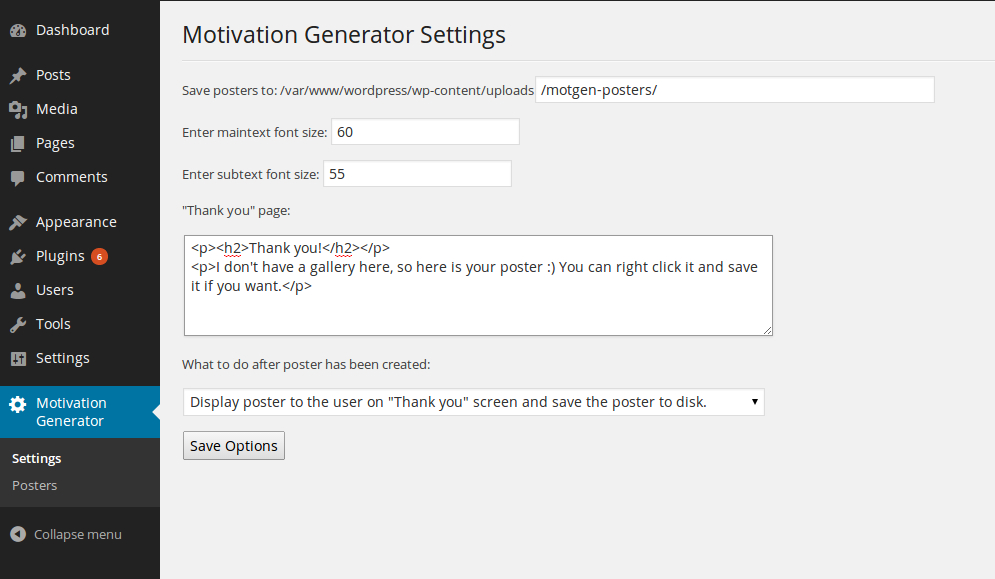 Dashboard
Posts
Media
Pages
Comments
Appearance
Plugins 6
Users
Tools
Settings
Motivation
Generator
Settings
Posters
Collapse menu
Motivation Generator Settings
Save posters to: /var/www/wordpress/wp-content/uploads /motgen-posters/
Enter maintext font size: 60
Enter subtext font size: 55
"Thank you" page:
<p><h2>Thank you!</h2></p>
<p>I don't have a gallery here, so here is your poster :) You can right click it and save
it if you want.</p>
What to do after poster has been created:
Display poster to the user on "Thank you" screen and save the poster to disk.
Save Options